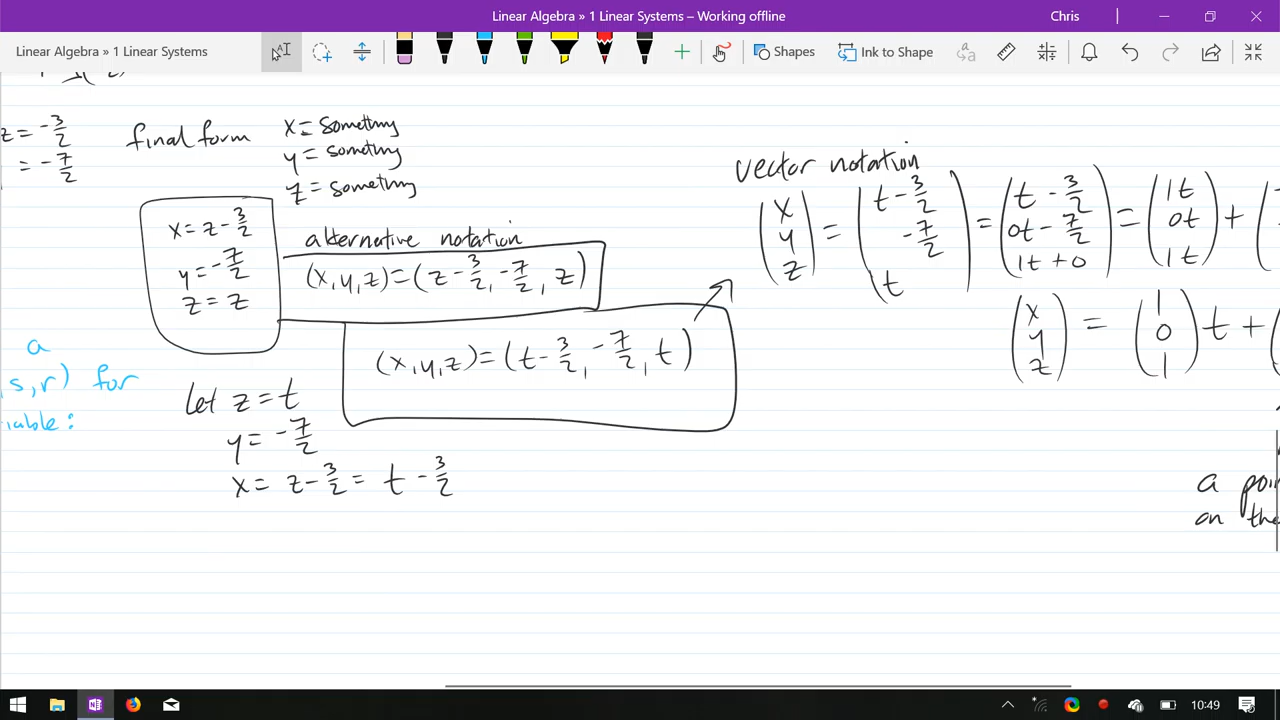 Linear Algebra » 1 Linear Systems – Working offline
Chris
Linear Algebra » 1 Linear Systems
Shapes
Ink to Shape
z = -3/2
= -7/2
final form
x = something
y = something
z = something
x = z - 3/2
y = -7/2
z = z
alternative notation
(x,y,z) = (z - 3/2, -7/2, z)
(x,y,z) = (t - 3/2, -7/2, t)
a
s, r) for
iable:
let z = t
y = -7/2
x = z - 3/2 = t - 3/2
vector notation
(x y z) = (t - 3/2 -7/2 t) = (t - 3/2 0t - 7/2 1t + 0) = (1t 0t 1t) +
(x y z) = (1 0 1) t + (
a poi
on the
10:49